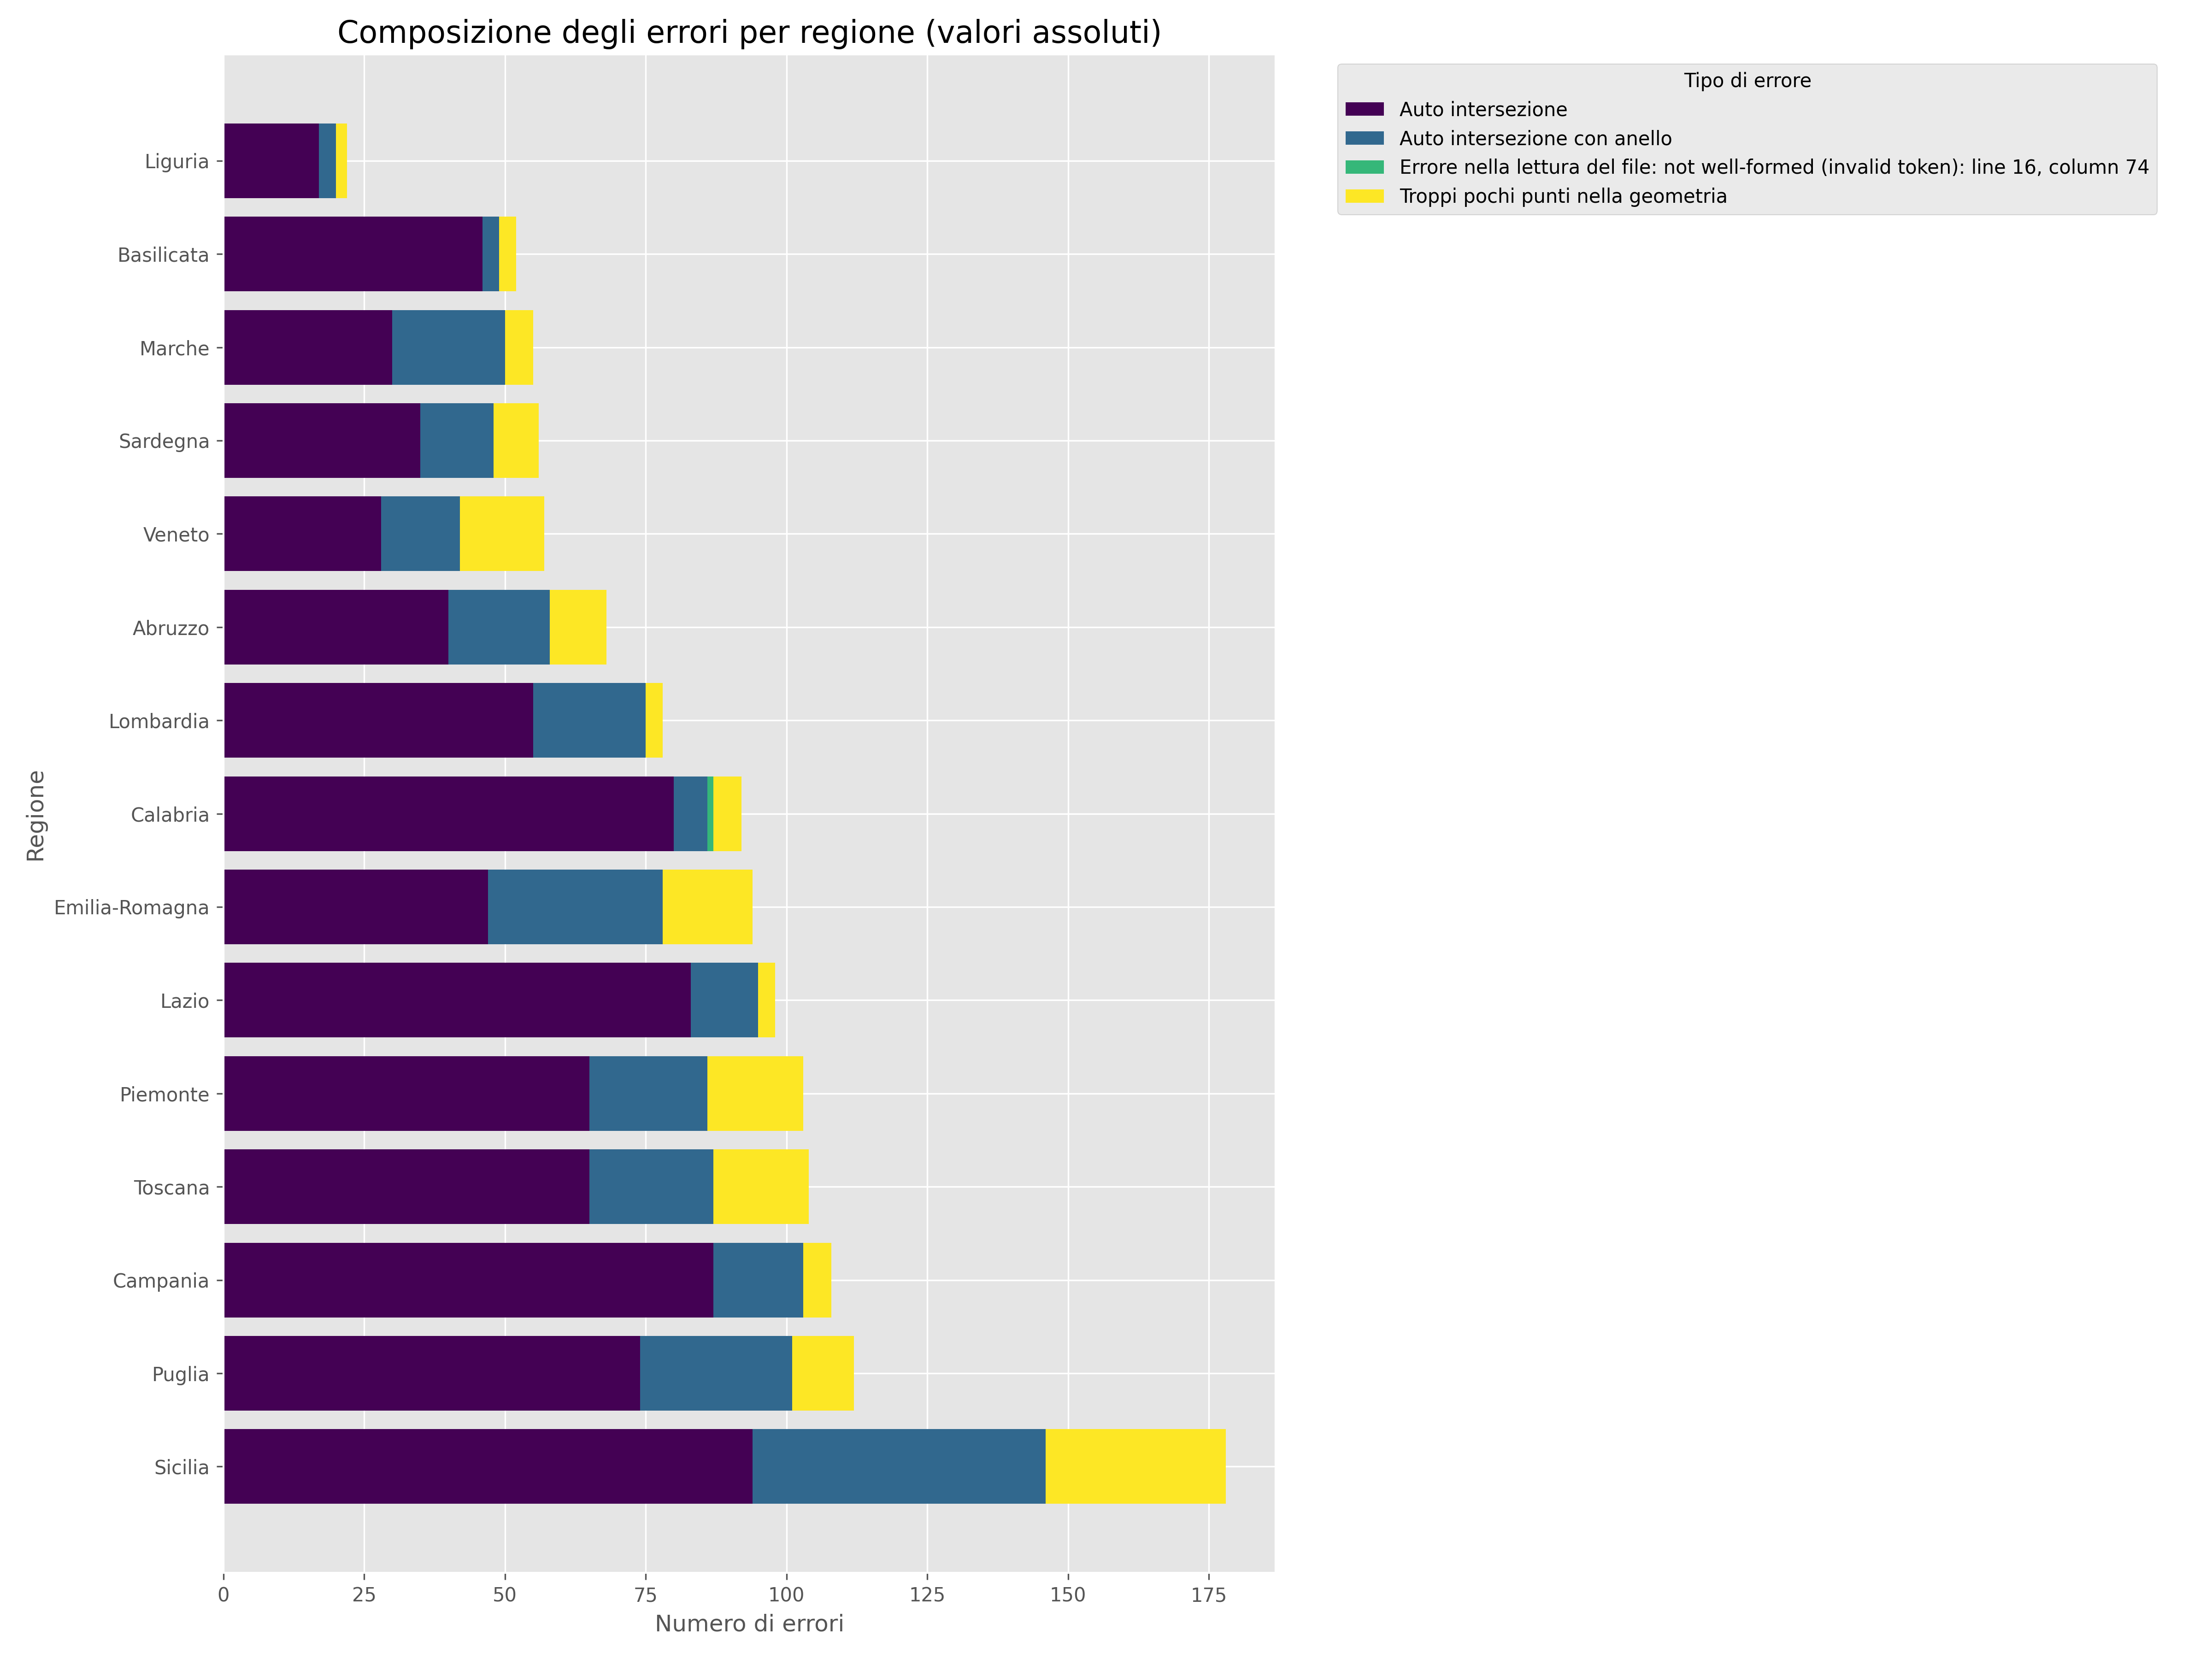 Composizione degli errori per regione (valori assoluti)
Tipo di errore
Auto intersezione
Auto intersezione con anello
Errore nella lettura del file: not well-formed (invalid token): line 16, column 74
Troppi pochi punti nella geometria
Regione
Liguria
Basilicata
Marche
Sardegna
Veneto
Abruzzo
Lombardia
Calabria
Emilia-Romagna
Lazio
Piemonte
Toscana
Campania
Puglia
Sicilia
0 25 50 75 100 125 150 175
Numero di errori